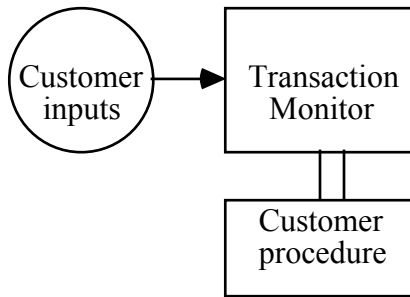 Customer
inputs
Transaction
Monitor
Customer
procedure